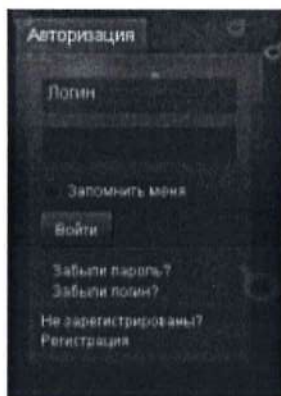 Авторизация
Логин
Запомнить меня
Войти
Забыли пароль?
Забыли логин?
Не зарегистрированы?
Регистрация